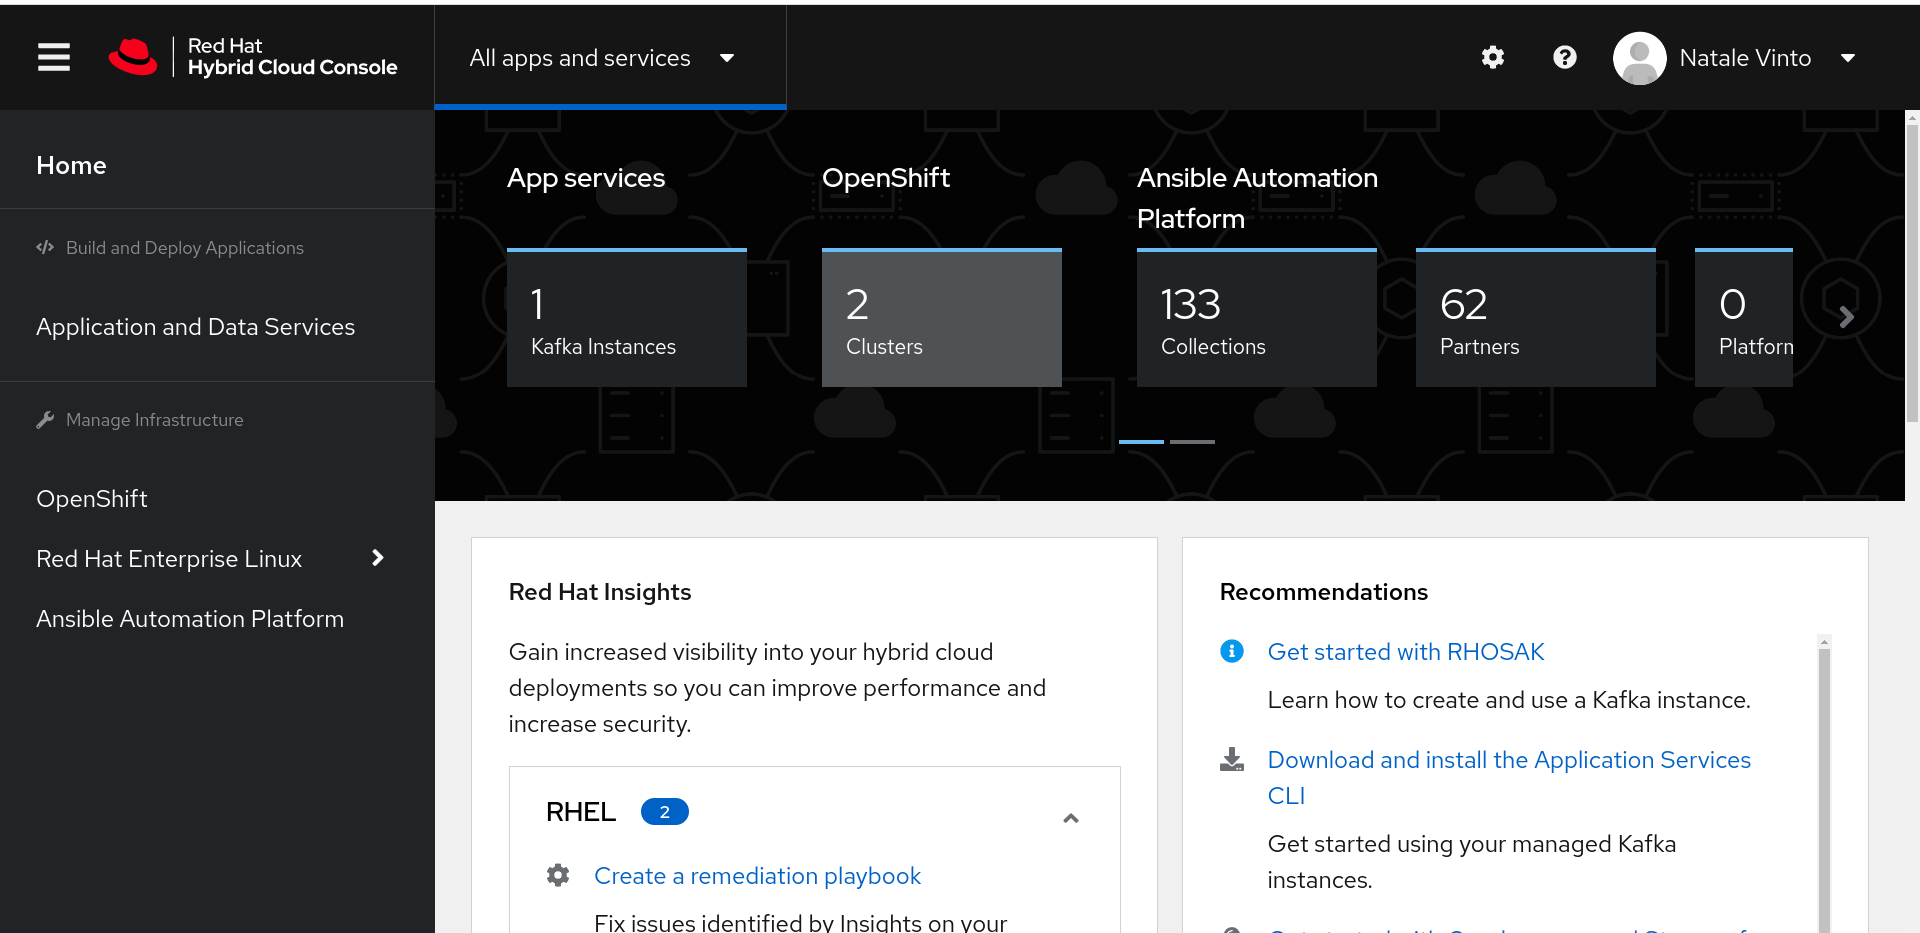 Red Hat
Hybrid Cloud Console
All apps and services
Natale Vinto
Home
Build and Deploy Applications
Application and Data Services
Manage Infrastructure
OpenShift
Red Hat Enterprise Linux
Ansible Automation Platform
App services
1
Kafka Instances
OpenShift
2
Clusters
Ansible Automation
Platform
133
Collections
62
Partners
0
Red Hat Insights
Gain increased visibility into your hybrid cloud
deployments so you can improve performance and
increase security.
RHEL 2
Create a remediation playbook
Fix issues identified by Insights on your
Recommendations
Get started with RHOSAK
Learn how to create and use a Kafka instance.
Download and install the Application Services
CLI
Get started using your managed Kafka
instances.